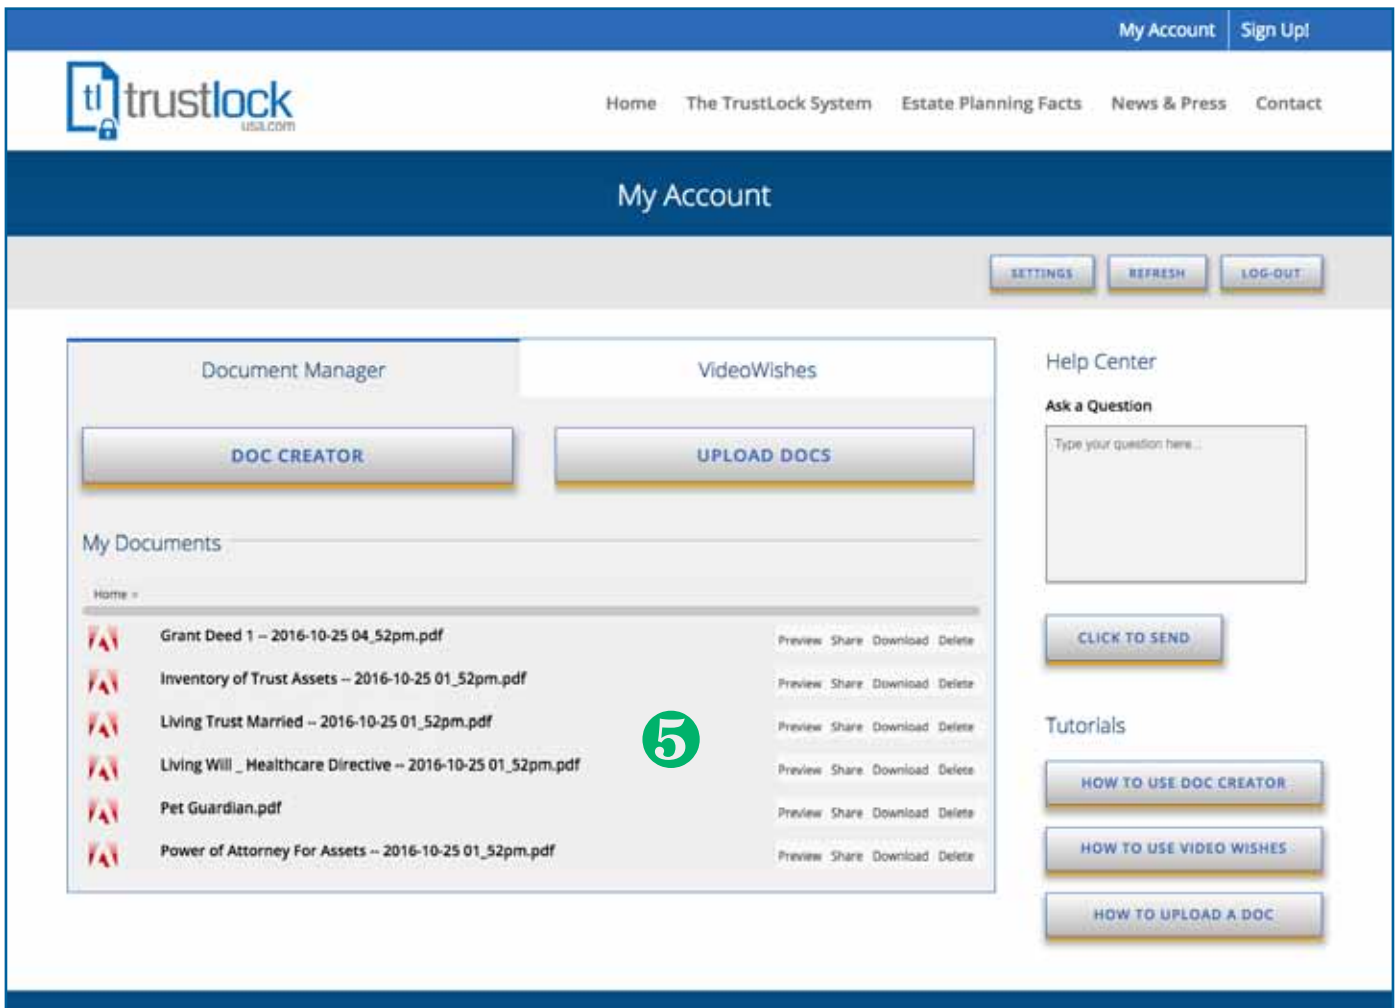 My Account Sign Up!
tl trustlock
usa.com
Home The TrustLock System Estate Planning Facts News & Press Contact
My Account
SETTINGS REFRESH LOG-OUT
Document Manager VideoWishes
DOC CREATOR UPLOAD DOCS
My Documents
Home »
Grant Deed 1 -- 2016-10-25 04_52pm.pdf Preview Share Download Delete
Inventory of Trust Assets -- 2016-10-25 01_52pm.pdf Preview Share Download Delete
Living Trust Married -- 2016-10-25 01_52pm.pdf Preview Share Download Delete
5
Living Will _ Healthcare Directive -- 2016-10-25 01_52pm.pdf Preview Share Download Delete
Pet Guardian.pdf Preview Share Download Delete
Power of Attorney For Assets -- 2016-10-25 01_52pm.pdf Preview Share Download Delete
Help Center
Ask a Question
Type your question here...
CLICK TO SEND
Tutorials
HOW TO USE DOC CREATOR
HOW TO USE VIDEO WISHES
HOW TO UPLOAD A DOC